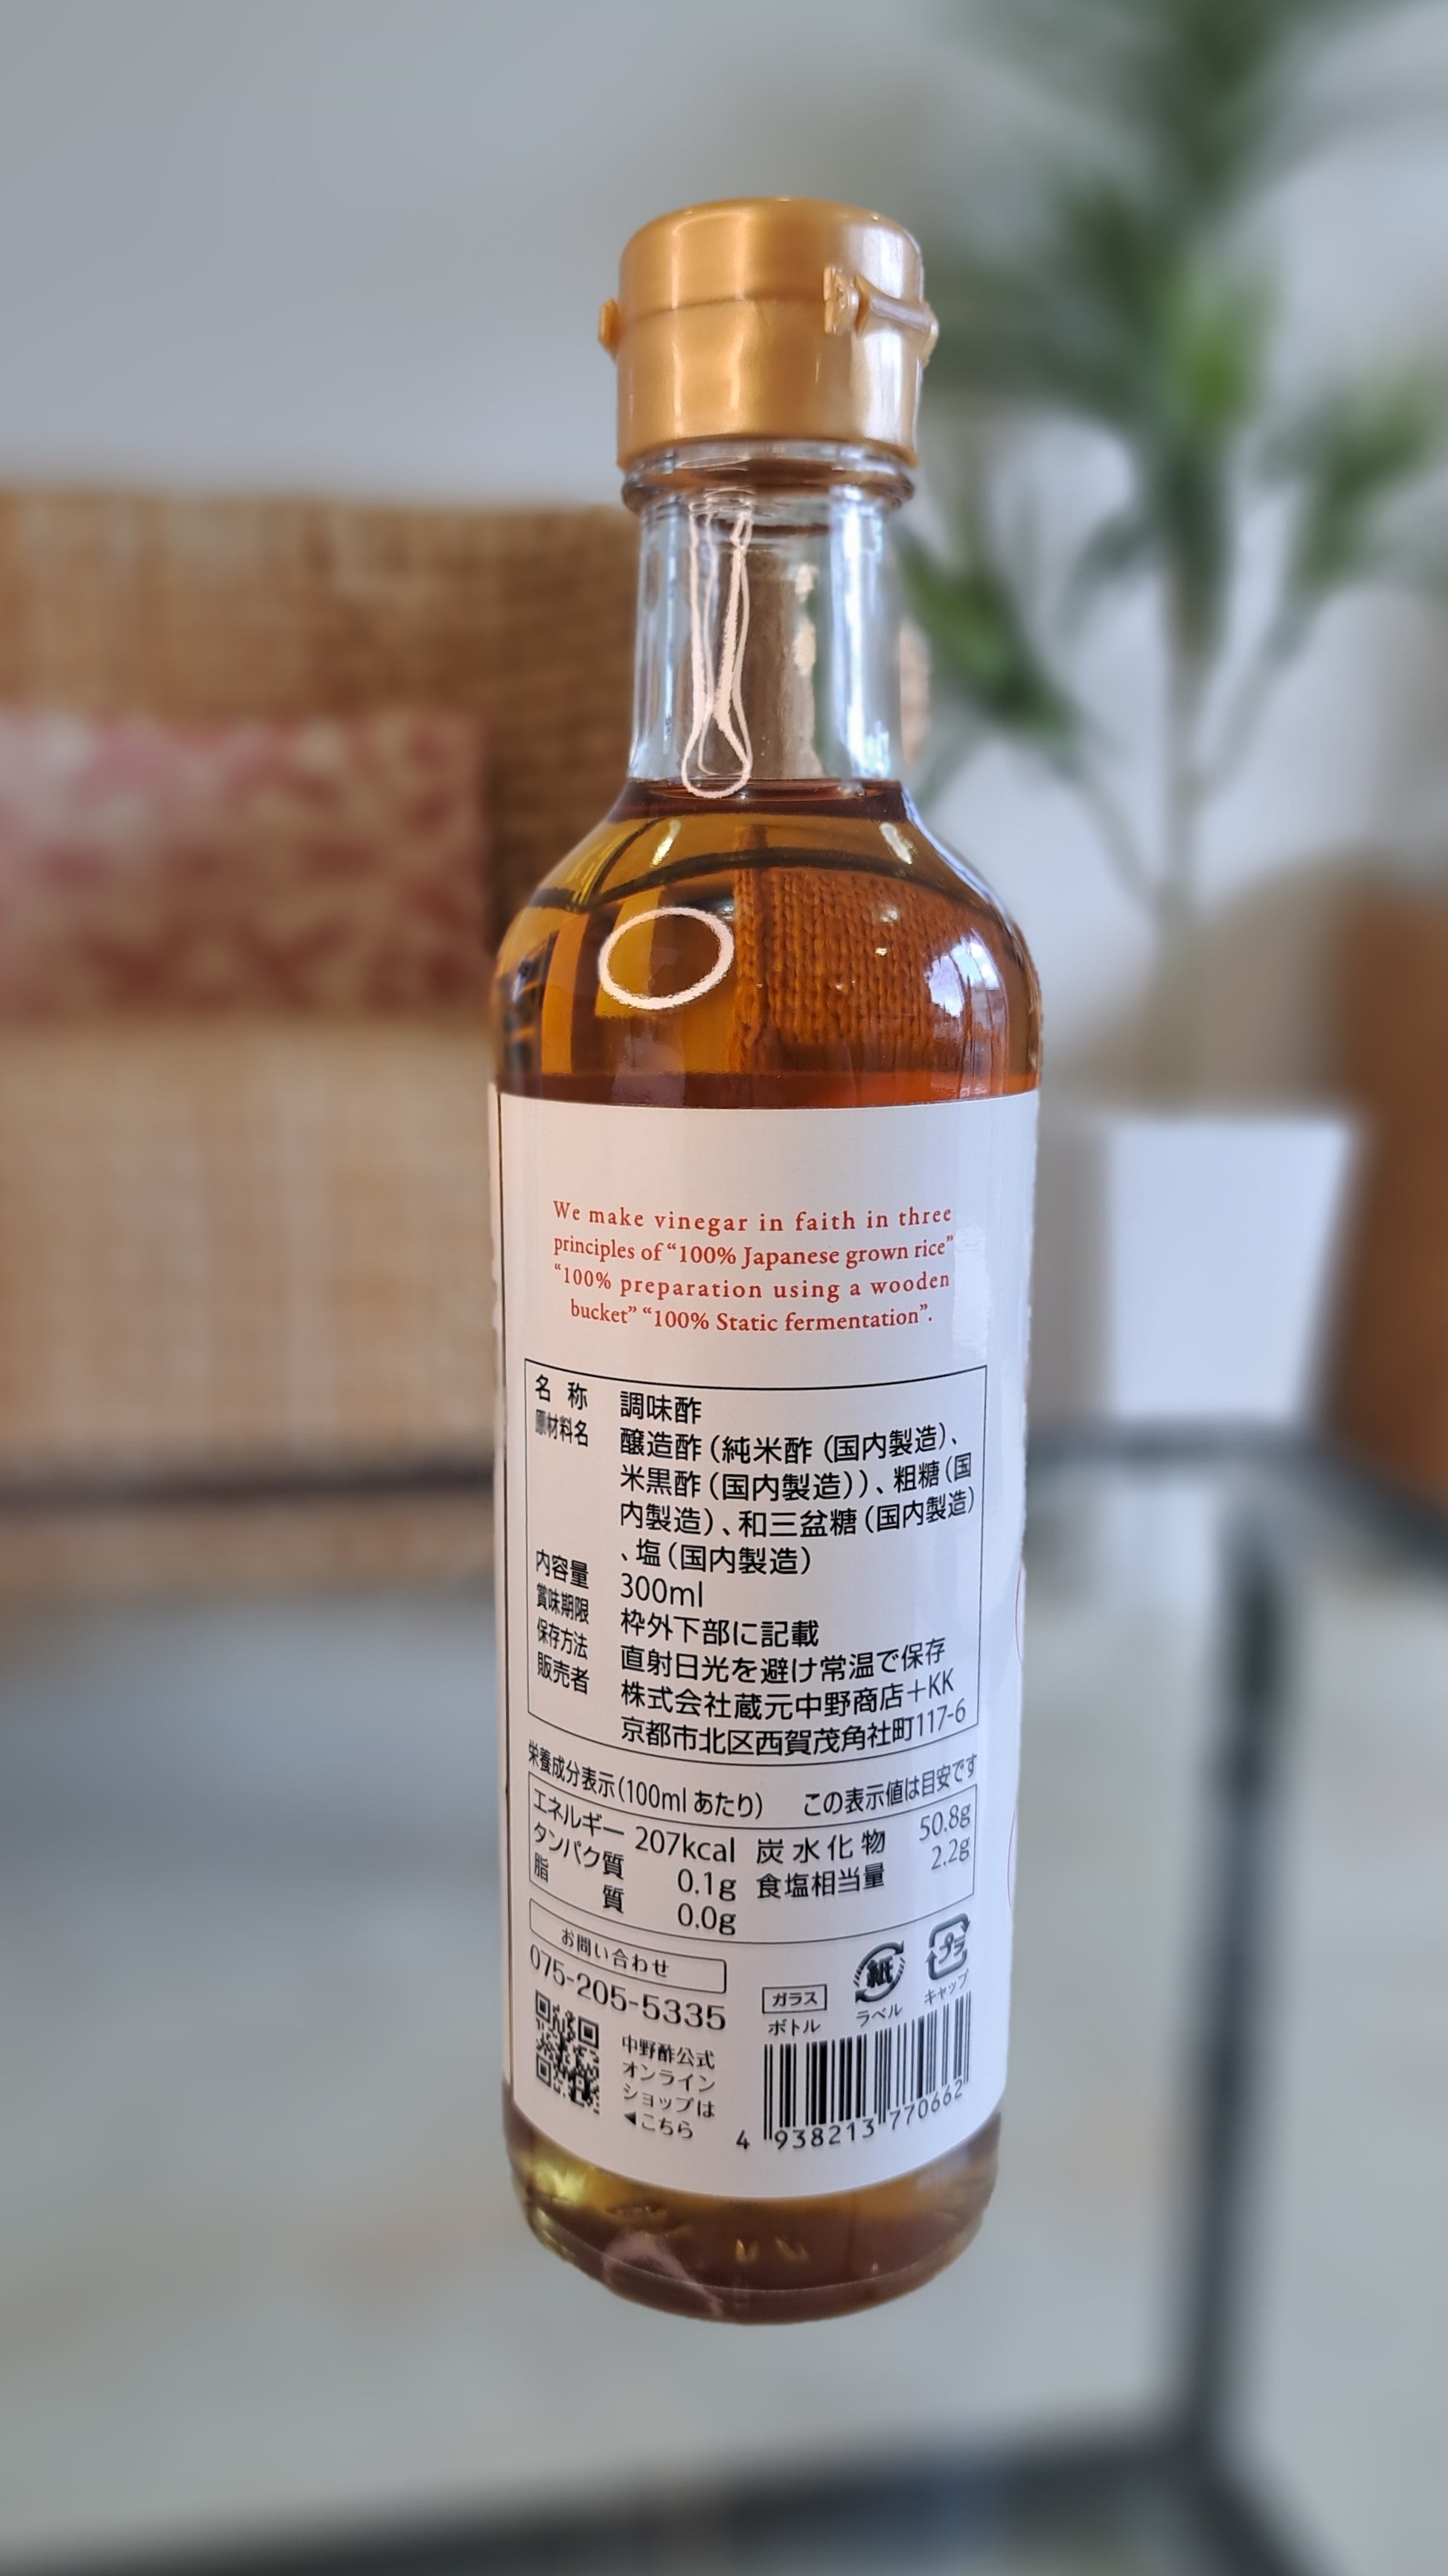 We make vinegar in faith in three
principles of “100% Japanese grown rice”
“100% preparation using a wooden
bucket” “100% Static fermentation”.
名称 調味酢
原材料名 醸造酢（純米酢（国内製造）、
米黒酢（国内製造））、粗糖（国
内製造）、和三盆糖（国内製造）
、塩（国内製造）
内容量 300ml
賞味期限 枠外下部に記載
保存方法 直射日光を避け常温で保存
販売者 株式会社蔵元中野商店+KK
京都市北区西賀茂角社町117-6
栄養成分表示（100mlあたり） この表示値は目安です
エネルギー 207kcal 炭水化物 50.8g
タンパク質 0.1g 食塩相当量 2.2g
脂質 0.0g
お問い合わせ
075-205-5335
中野酢公式
オンライン
ショップは
◀こちら
ガラス
ボトル
紙
ラベル
プラ
キャップ
4 938213 770662